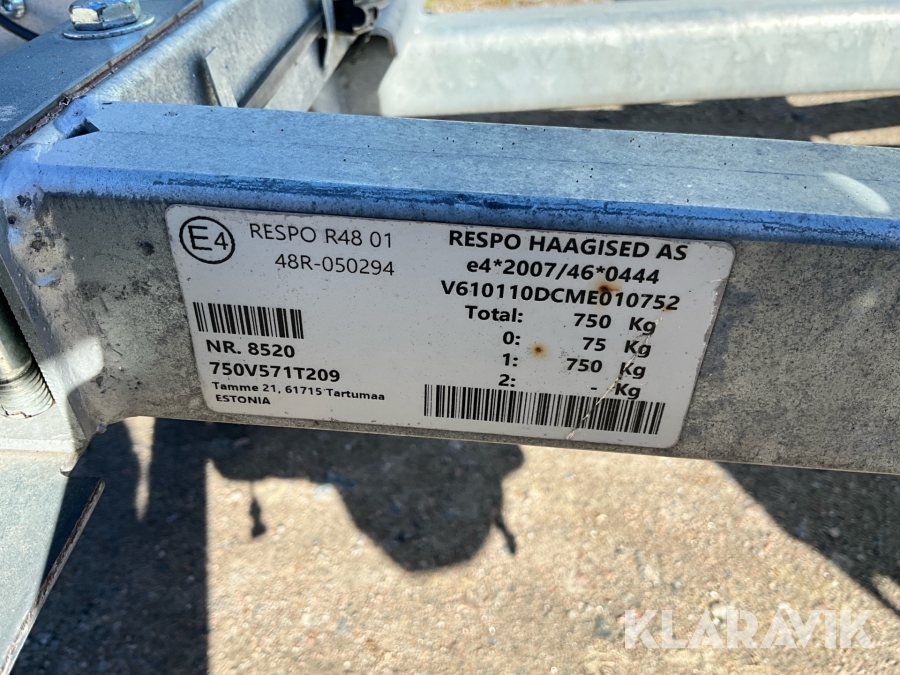 E4 RESPO R48 01
48R-050294
NR. 8520
750V571T209
Tamme 21, 61715 Tartumaa
ESTONIA
RESPO HAAGISED AS
e4*2007/46*0444
V610110DCME010752
Total: 750 Kg
0: 75 Kg
1: 750 Kg
2: - Kg
KLARAVIK